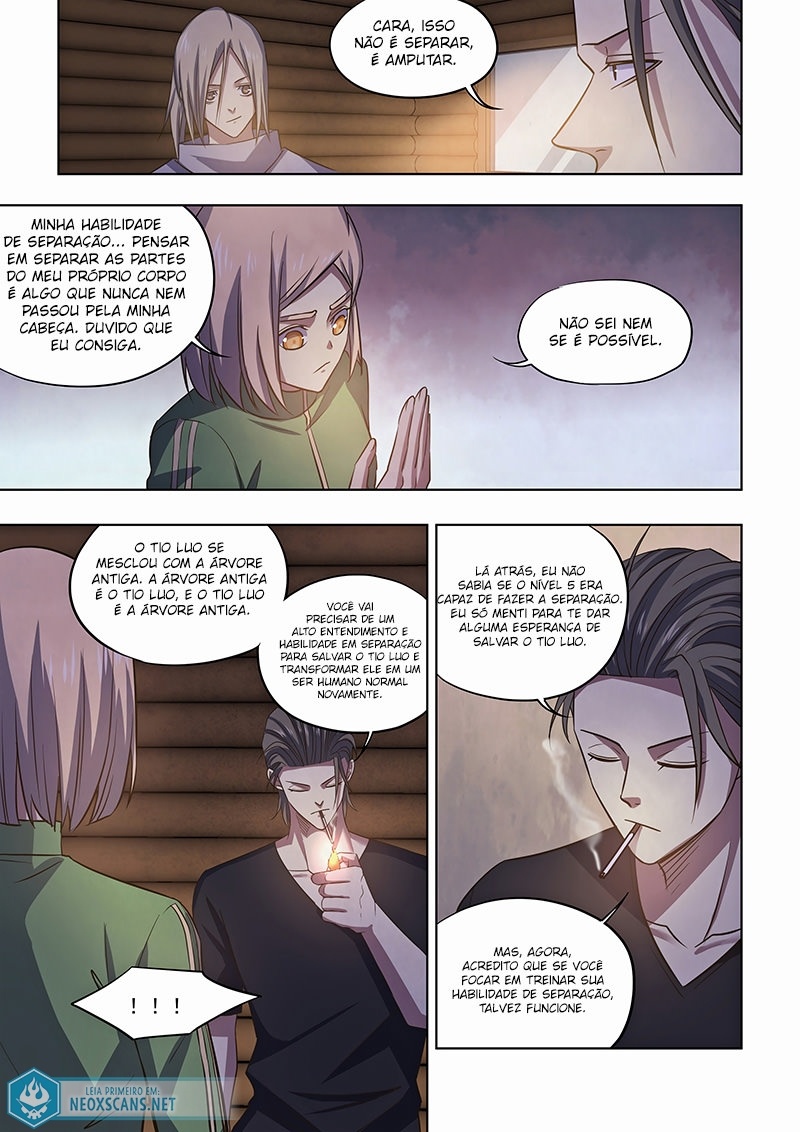 CARA, ISSO
NÃO É SEPARAR,
É AMPUTAR.
MINHA HABILIDADE
DE SEPARAÇÃO... PENSAR
EM SEPARAR AS PARTES
DO MEU PRÓPRIO CORPO
É ALGO QUE NUNCA NEM
PASSOU PELA MINHA
CABEÇA. DUVIDO QUE
EU CONSIGA.
NÃO SEI NEM
SE É POSSÍVEL.
O TIO LUO SE
MESCLOU COM A ÁRVORE
ANTIGA. A ÁRVORE ANTIGA
É O TIO LUO, E O TIO LUO
É A ÁRVORE ANTIGA.
VOCÊ VAI
PRECISAR DE UM
ALTO ENTENDIMENTO E
HABILIDADE EM SEPARAÇÃO
PARA SALVAR O TIO LUO E
TRANSFORMAR ELE EM UM
SER HUMANO NORMAL
NOVAMENTE.
!!!
LÁ ATRÁS, EU NÃO
SABIA SE O NÍVEL 5 ERA
CAPAZ DE FAZER A SEPARAÇÃO.
EU SÓ MENTI PARA TE DAR
ALGUMA ESPERANÇA DE
SALVAR O TIO LUO.
MAS, AGORA,
ACREDITO QUE SE VOCÊ
FOCAR EM TREINAR SUA
HABILIDADE DE SEPARAÇÃO,
TALVEZ FUNCIONE.
LEIA PRIMEIRO EM:
NEOXSCANS.NET